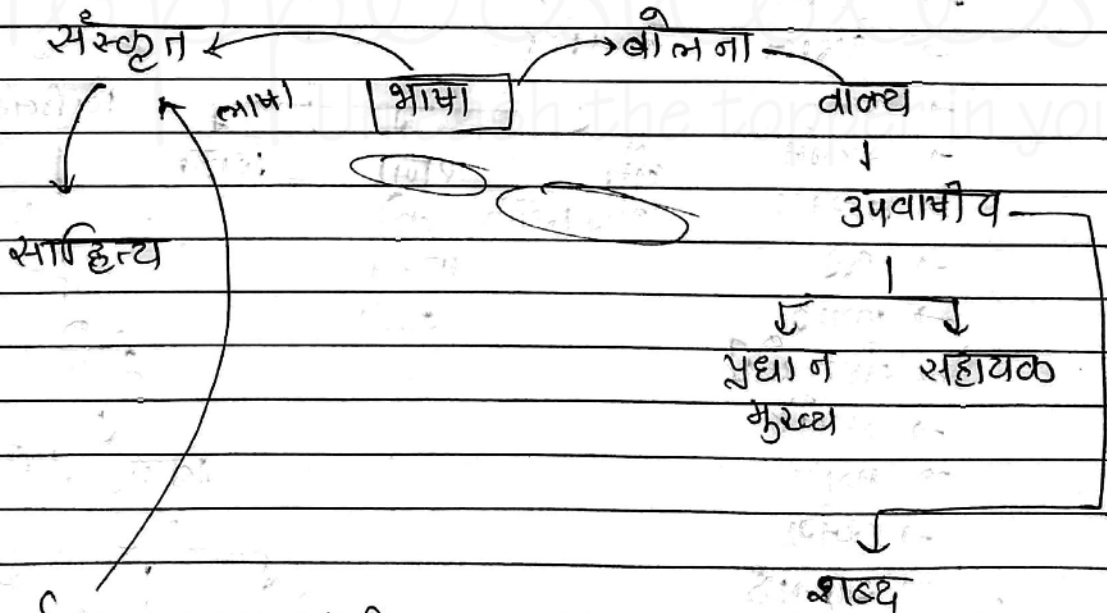 संस्कृत बोलना
भाषा भाषा वाक्य
उपवाषीय
साहित्य
प्रधान सहायक
मुख्य
शब्द